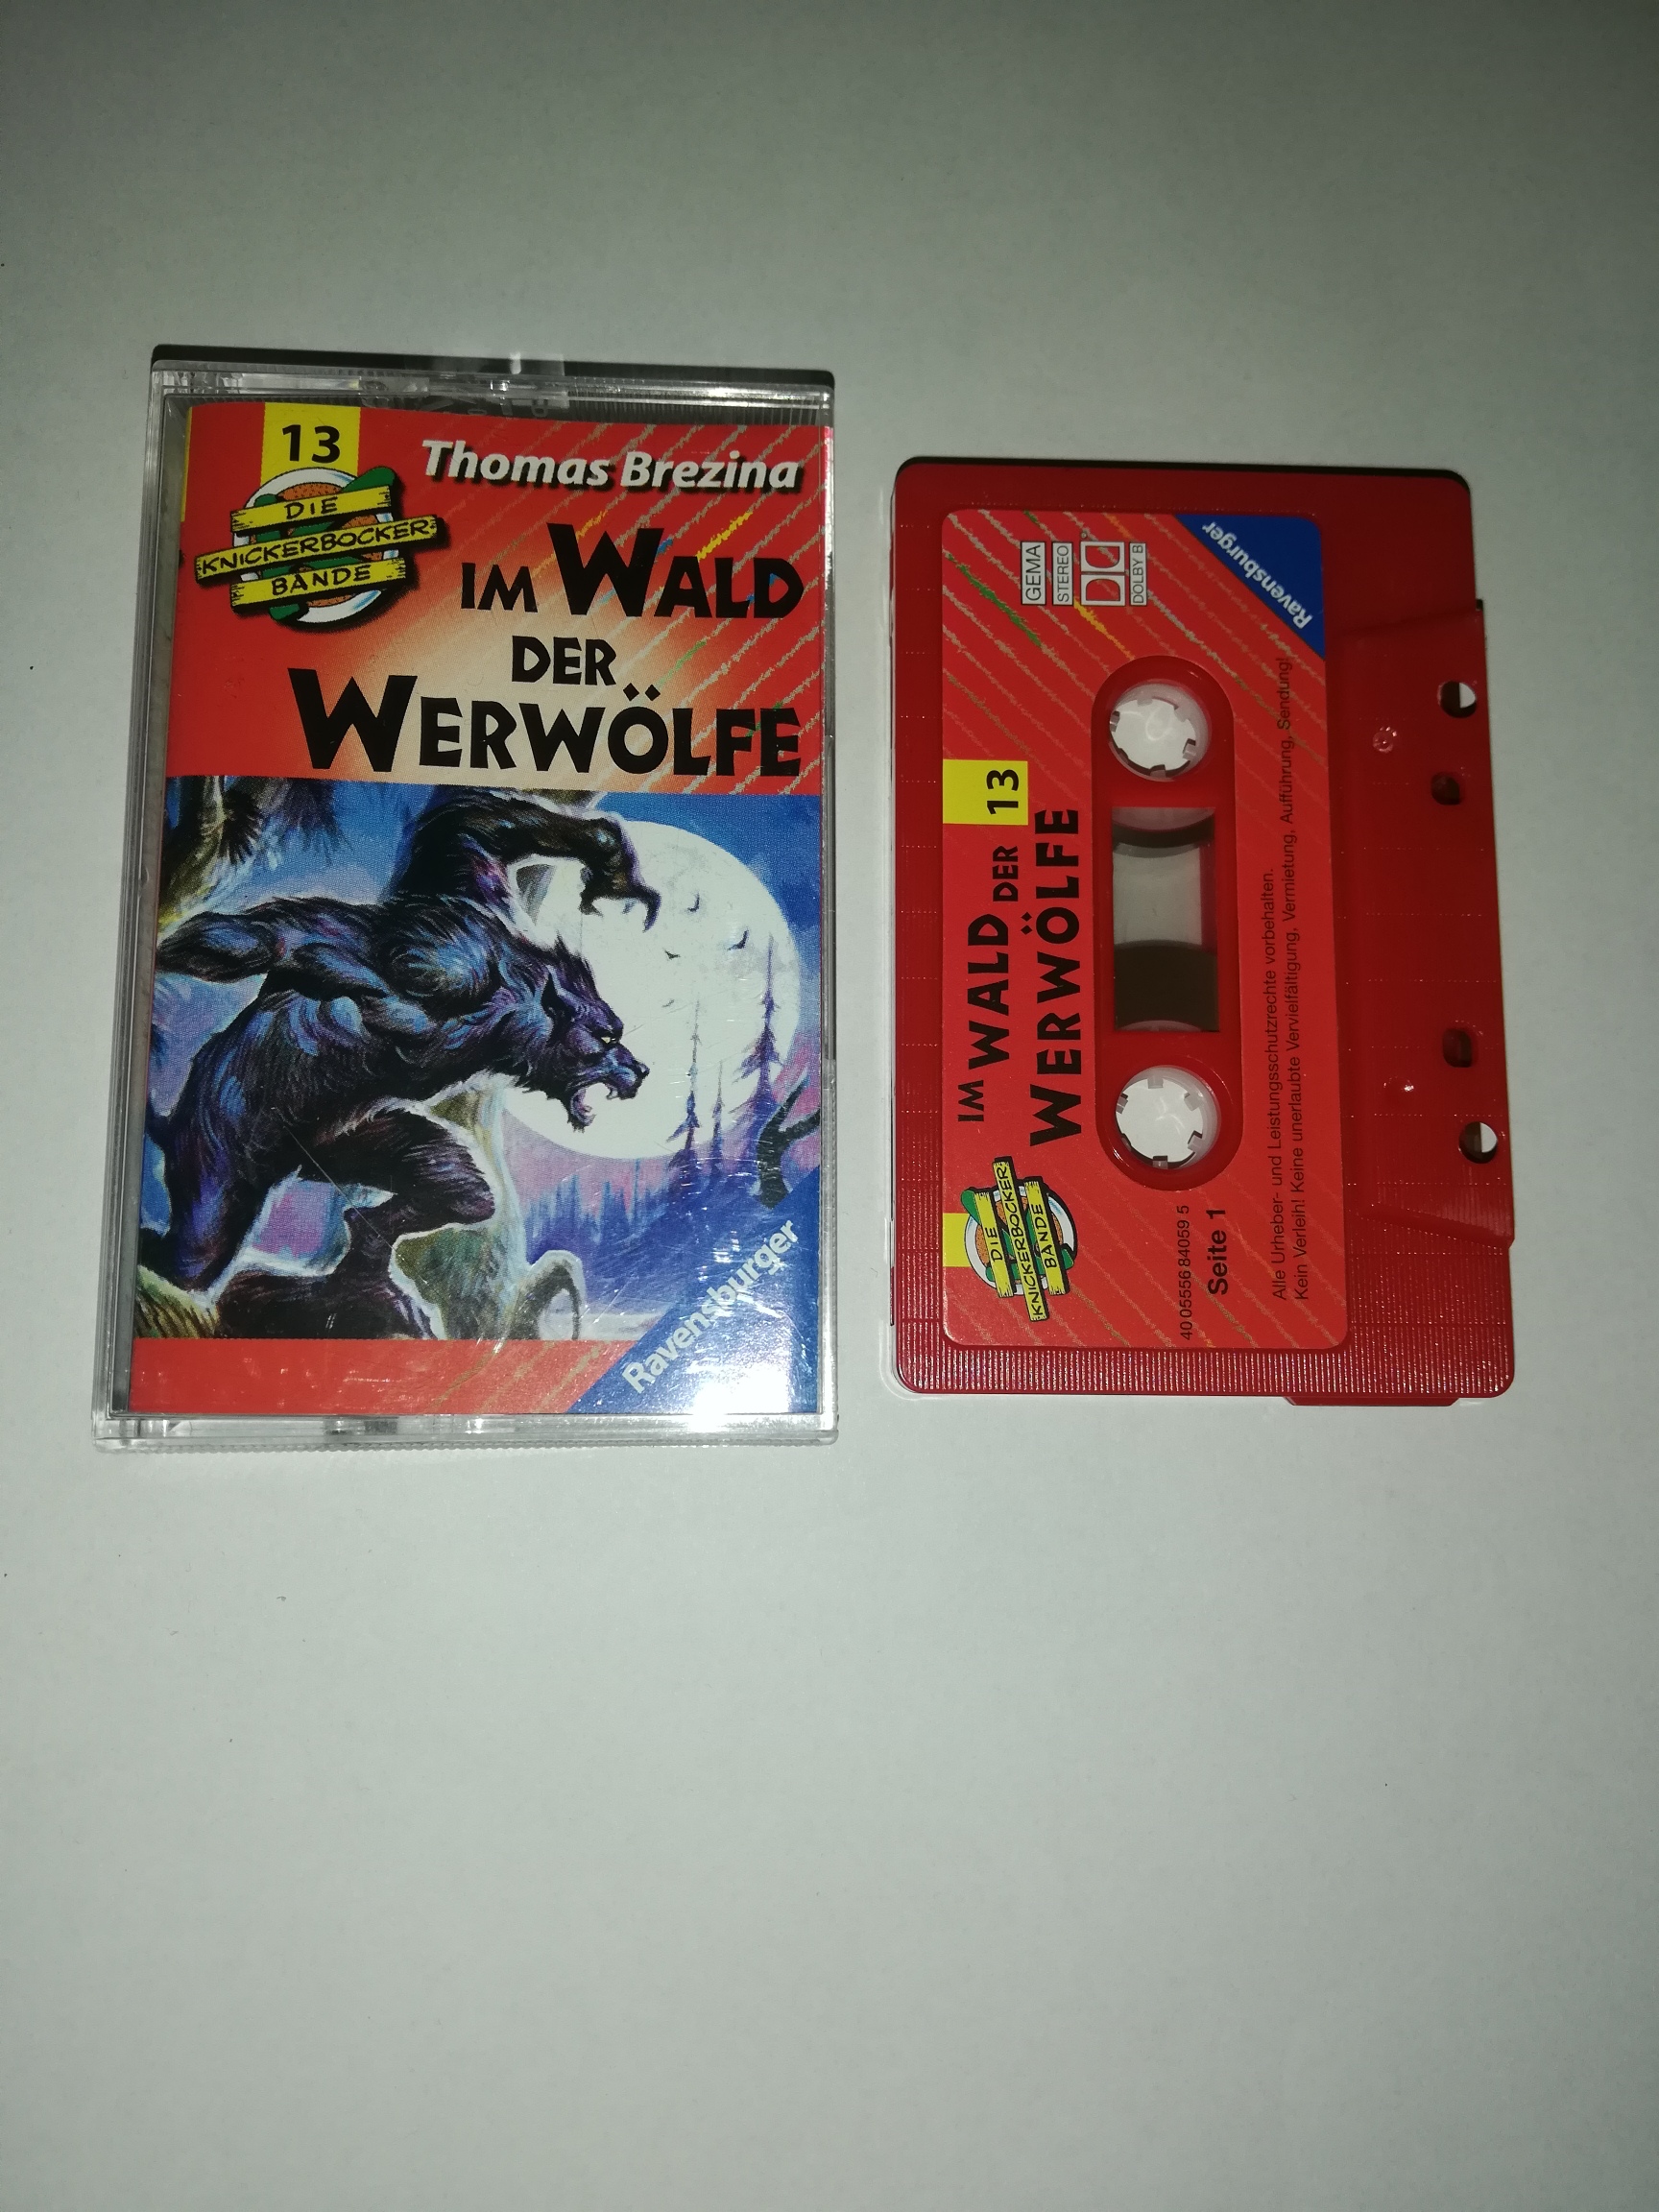 13
DIE
KNICKERBOCKER-
BANDE
Thomas Brezina
IM WALD
DER
WERWÖLFE
Ravensburger
Ravensburger
GEMA
STEREO
DOLBY B
13
IM WALD DER
WERWÖLFE
DIE
KNICKERBOCKER
BANDE
40 05556 84059 5
Seite 1
Alle Urheber- und Leistungsschutzrechte vorbehalten.
Kein Verleih! Keine unerlaubte Vervielfältigung, Vermietung, Aufführung, Sendung!